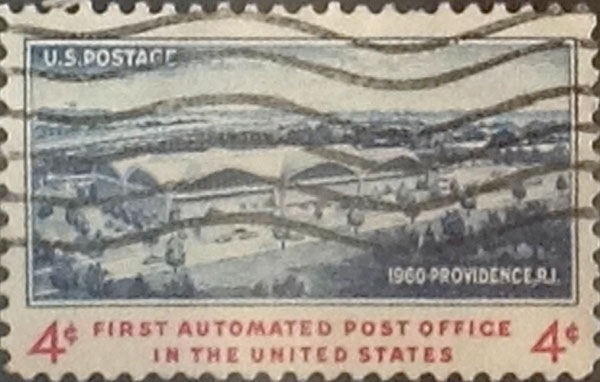 U.S. POSTAGE
1960·PROVIDENCE, R.I.
4¢ FIRST AUTOMATED POST OFFICE 4¢
IN THE UNITED STATES